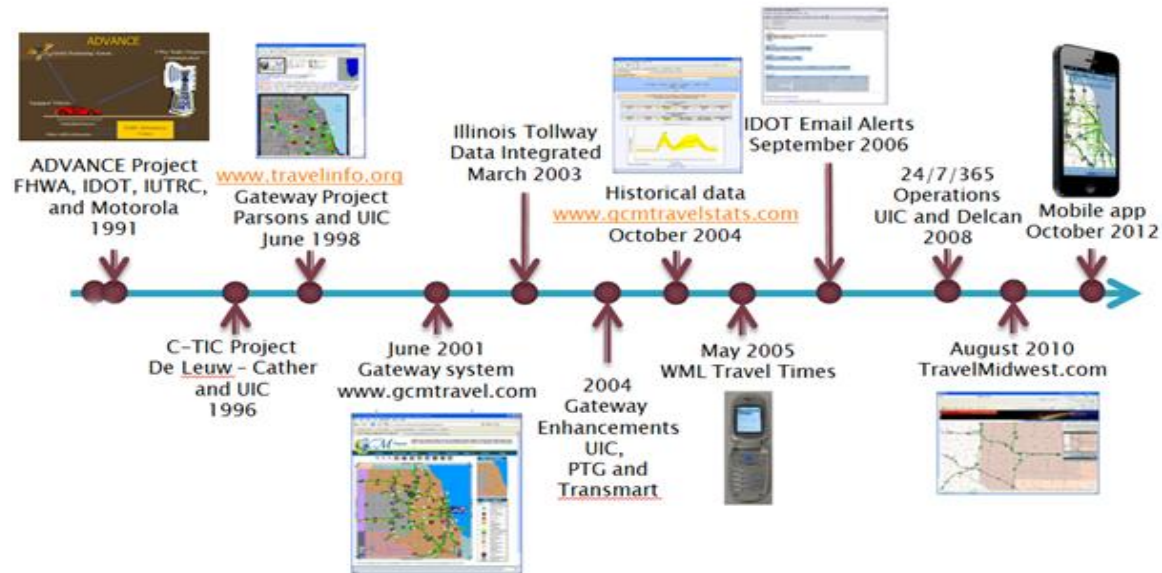 ADVANCE
ADVANCE Project
FHWA, IDOT, IUTRC,
and Motorola
1991
www.travelinfo.org
Gateway Project
Parsons and UIC
June 1998
Illinois Tollway
Data Integrated
March 2003
Historical data
www.gcmtravelstats.com
October 2004
IDOT Email Alerts
September 2006
24/7/365
Operations
UIC and Delcan
2008
Mobile app
October 2012
C-TIC Project
De Leuw – Cather
and UIC
1996
June 2001
Gateway system
www.gcmtravel.com
2004
Gateway
Enhancements
UIC,
PTG and
Transmart
May 2005
WML Travel Times
August 2010
TravelMidwest.com